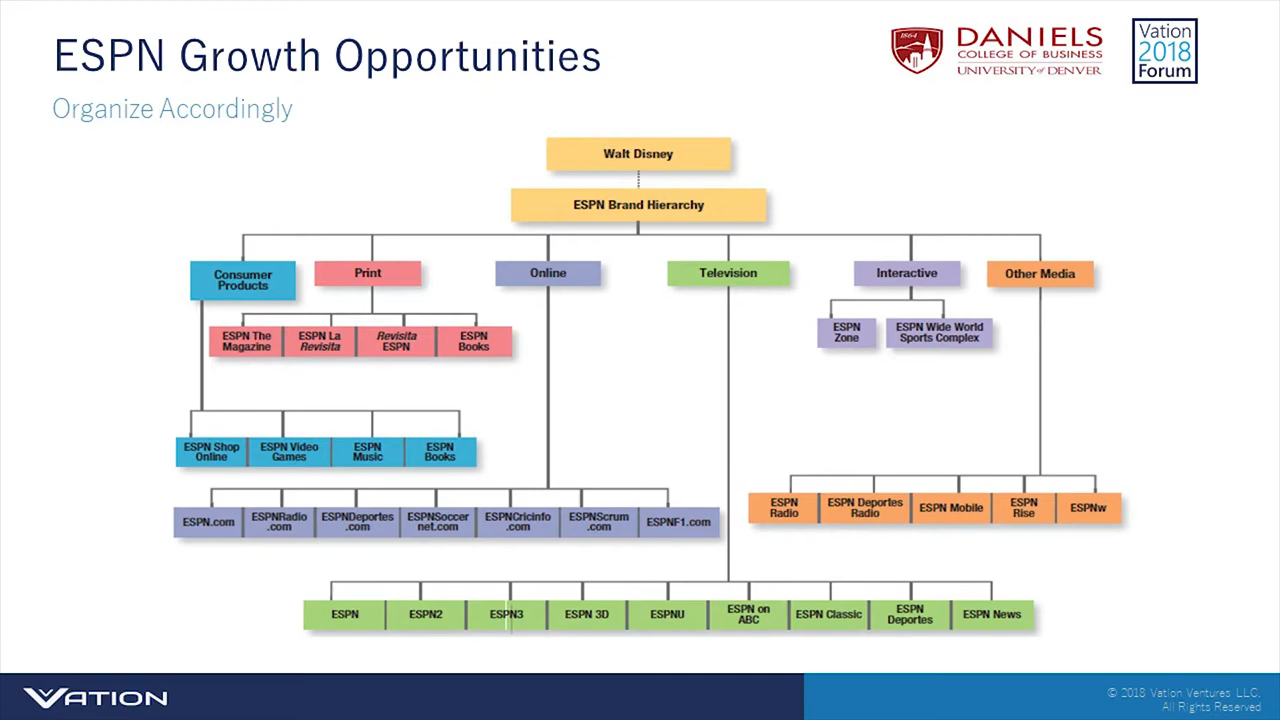 ESPN Growth Opportunities
Organize Accordingly
1864
DANIELS
COLLEGE OF BUSINESS
UNIVERSITY of DENVER
Vation
2018
Forum
Walt Disney
ESPN Brand Hierarchy
Consumer
Products
Print
Online
Television
Interactive
Other Media
ESPN The
Magazine
ESPN La
Revisita
Revisita
ESPN
ESPN
Books
ESPN
Zone
ESPN Wide World
Sports Complex
ESPN Shop
Online
ESPN Video
Games
ESPN
Music
ESPN
Books
ESPN.com
ESPNRadio
.com
ESPNDeportes
.com
ESPNSoccer
net.com
ESPNCricinfo
.com
ESPNScrum
.com
ESPNF1.com
ESPN
Radio
ESPN Deportes
Radio
ESPN Mobile
ESPN
Rise
ESPNw
ESPN
ESPN2
ESPN3
ESPN 3D
ESPNU
ESPN on
ABC
ESPN Classic
ESPN
Deportes
ESPN News
VATION
© 2018 Vation Ventures LLC.
All Rights Reserved